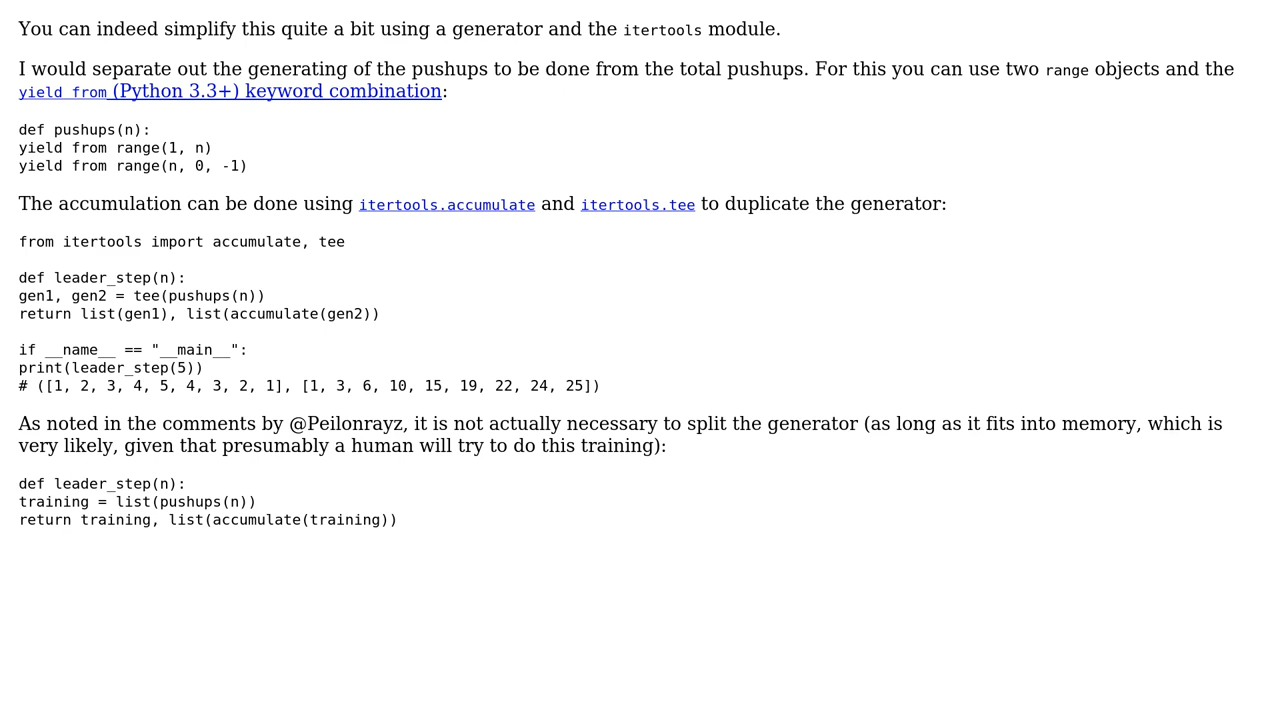 You can indeed simplify this quite a bit using a generator and the itertools module.
I would separate out the generating of the pushups to be done from the total pushups. For this you can use two range objects and the
yield from (Python 3.3+) keyword combination:
def pushups(n):
yield from range(1, n)
yield from range(n, 0, -1)
The accumulation can be done using itertools.accumulate and itertools.tee to duplicate the generator:
from itertools import accumulate, tee
def leader_step(n):
gen1, gen2 = tee(pushups(n))
return list(gen1), list(accumulate(gen2))
if __name__ == "__main__":
print(leader_step(5))
# ([1, 2, 3, 4, 5, 4, 3, 2, 1], [1, 3, 6, 10, 15, 19, 22, 24, 25])
As noted in the comments by @Peilonrayz, it is not actually necessary to split the generator (as long as it fits into memory, which is
very likely, given that presumably a human will try to do this training):
def leader_step(n):
training = list(pushups(n))
return training, list(accumulate(training))